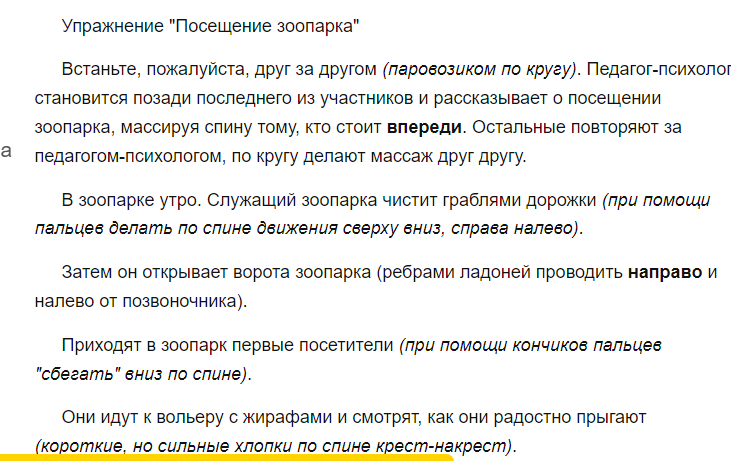 Упражнение "Посещение зоопарка"
Встаньте, пожалуйста, друг за другом (паровозиком по кругу). Педагог-психолог
становится позади последнего из участников и рассказывает о посещении
зоопарка, массируя спину тому, кто стоит впереди. Остальные повторяют за
а
педагогом-психологом, по кругу делают массаж друг другу.
В зоопарке утро. Служащий зоопарка чистит граблями дорожки (при помощи
пальцев делать по спине движения сверху вниз, справа налево).
Затем он открывает ворота зоопарка (ребрами ладоней проводить направо и
налево от позвоночника).
Приходят в зоопарк первые посетители (при помощи кончиков пальцев
"сбегать" вниз по спине).
Они идут к вольеру с жирафами и смотрят, как они радостно прыгают
(короткие, но сильные хлопки по спине крест-накрест).